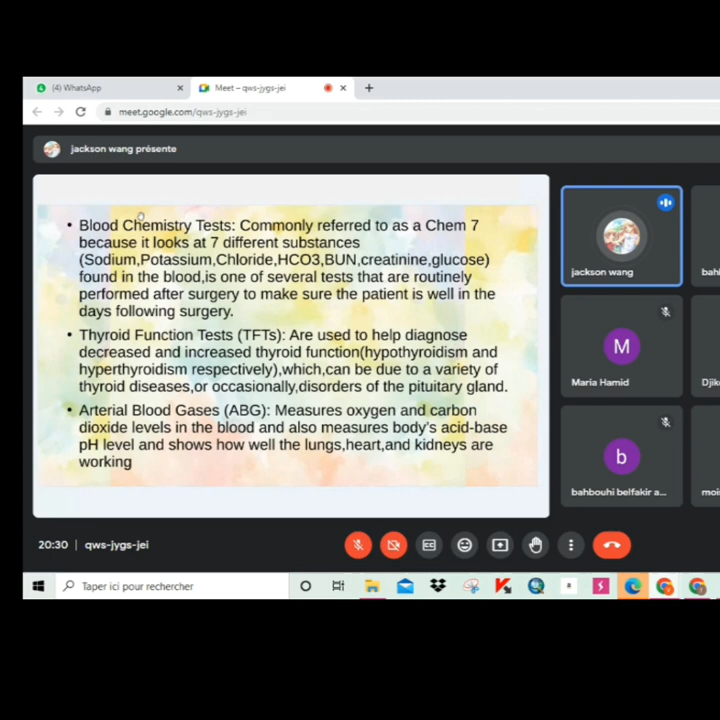 (4) WhatsApp
Meet – qws-jygs-jei
meet.google.com/qws-jygs-jei
jackson wang présente
• Blood Chemistry Tests: Commonly referred to as a Chem 7
because it looks at 7 different substances
(Sodium,Potassium,Chloride,HCO3,BUN,creatinine,glucose)
found in the blood,is one of several tests that are routinely
performed after surgery to make sure the patient is well in the
days following surgery.
• Thyroid Function Tests (TFTs): Are used to help diagnose
decreased and increased thyroid function(hypothyroidism and
hyperthyroidism respectively),which,can be due to a variety of
thyroid diseases,or occasionally,disorders of the pituitary gland.
• Arterial Blood Gases (ABG): Measures oxygen and carbon
dioxide levels in the blood and also measures body's acid-base
pH level and shows how well the lungs,heart,and kidneys are
working
jackson wang
bah
M
Maria Hamid
Djik
b
bahbouhi belfakir a...
moi
20:30 | qws-jygs-jei
Taper ici pour rechercher